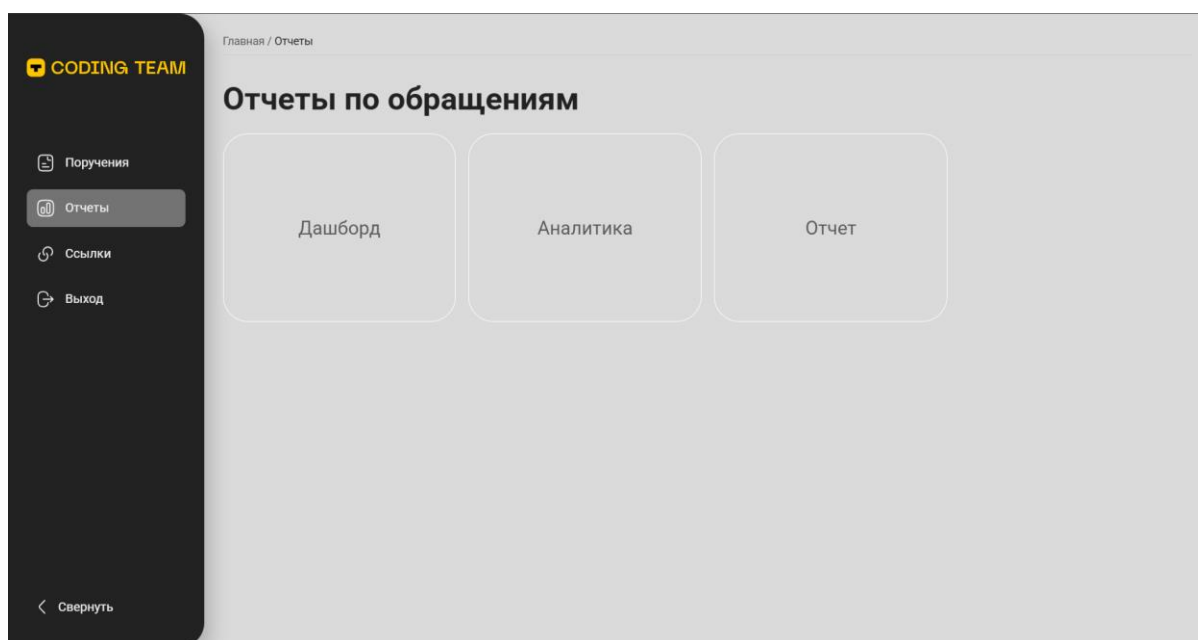 Главная / Отчеты
CODING TEAM
Отчеты по обращениям
Поручения
Отчеты
Ссылки
Выход
Дашборд
Аналитика
Отчет
Свернуть